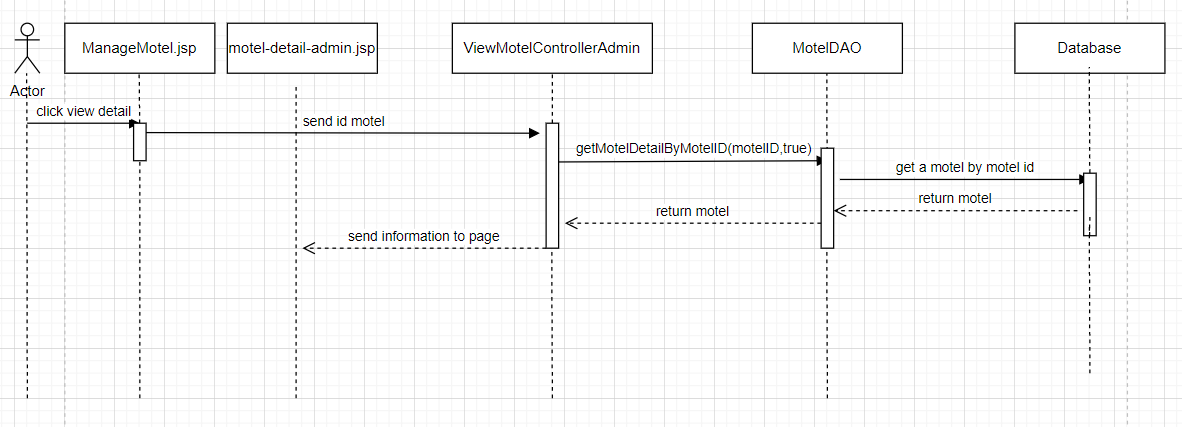 ManageMotel.jsp
motel-detail-admin.jsp
ViewMotelControllerAdmin
MotelDAO
Database
Actor
click view detail
send id motel
getMotelDetailByMotelID(motelID,true)
get a motel by motel id
return motel
return motel
send information to page